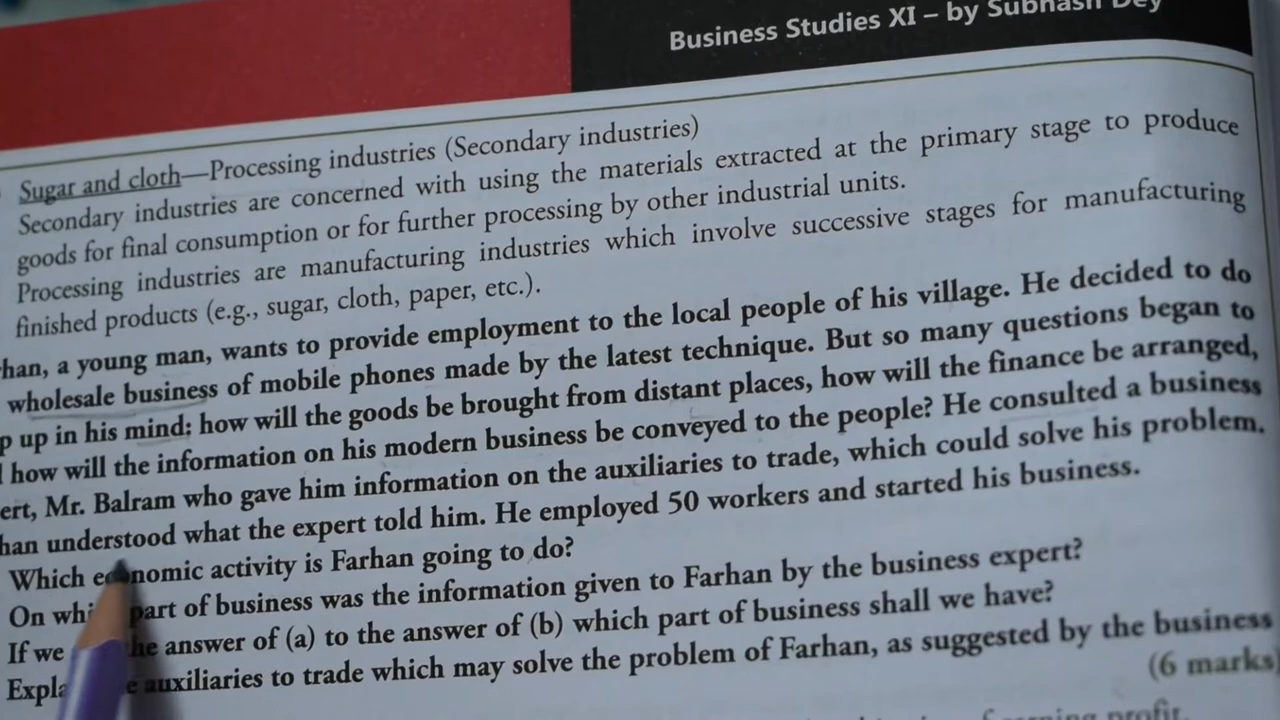 Business Studies XI – by Subhash Dey
Sugar and cloth—Processing industries (Secondary industries)
Secondary industries are concerned with using the materials extracted at the primary stage to produce
goods for final consumption or for further processing by other industrial units.
Processing industries are manufacturing industries which involve successive stages for manufacturing
finished products (e.g., sugar, cloth, paper, etc.).
han, a young man, wants to provide employment to the local people of his village. He decided to do
wholesale business of mobile phones made by the latest technique. But so many questions began to
p up in his mind: how will the goods be brought from distant places, how will the finance be arranged,
how will the information on his modern business be conveyed to the people? He consulted a business
ert, Mr. Balram who gave him information on the auxiliaries to trade, which could solve his problem.
han understood what the expert told him. He employed 50 workers and started his business.
Which economic activity is Farhan going to do?
On part of business was the information given to Farhan by the business expert?
If we the answer of (a) to the answer of (b) which part of business shall we have?
auxiliaries to trade which may solve the problem of Farhan, as suggested by the business
(6 marks)
profit